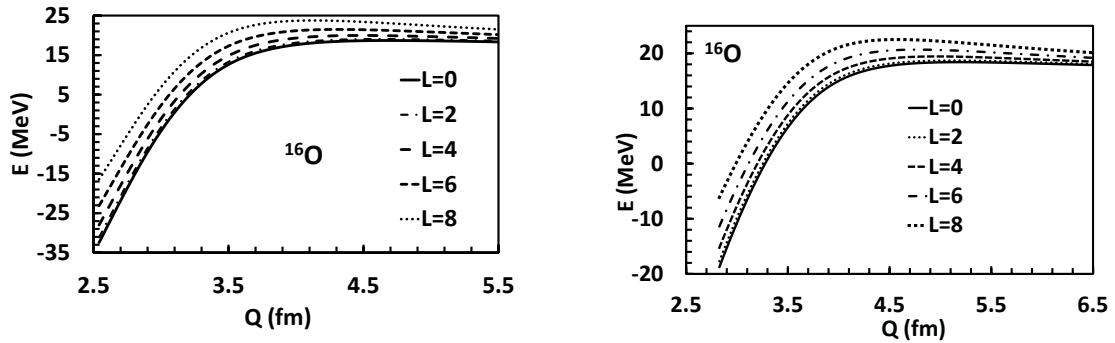 25
15
5
-5
-15
-25
-35
E (MeV)
¹⁶O
L=0
L=2
L=4
L=6
L=8
2.5 3.5 4.5 5.5
Q (fm)
20
10
0
-10
-20
E (MeV)
¹⁶O
L=0
L=2
L=4
L=6
L=8
2.5 3.5 4.5 5.5 6.5
Q (fm)